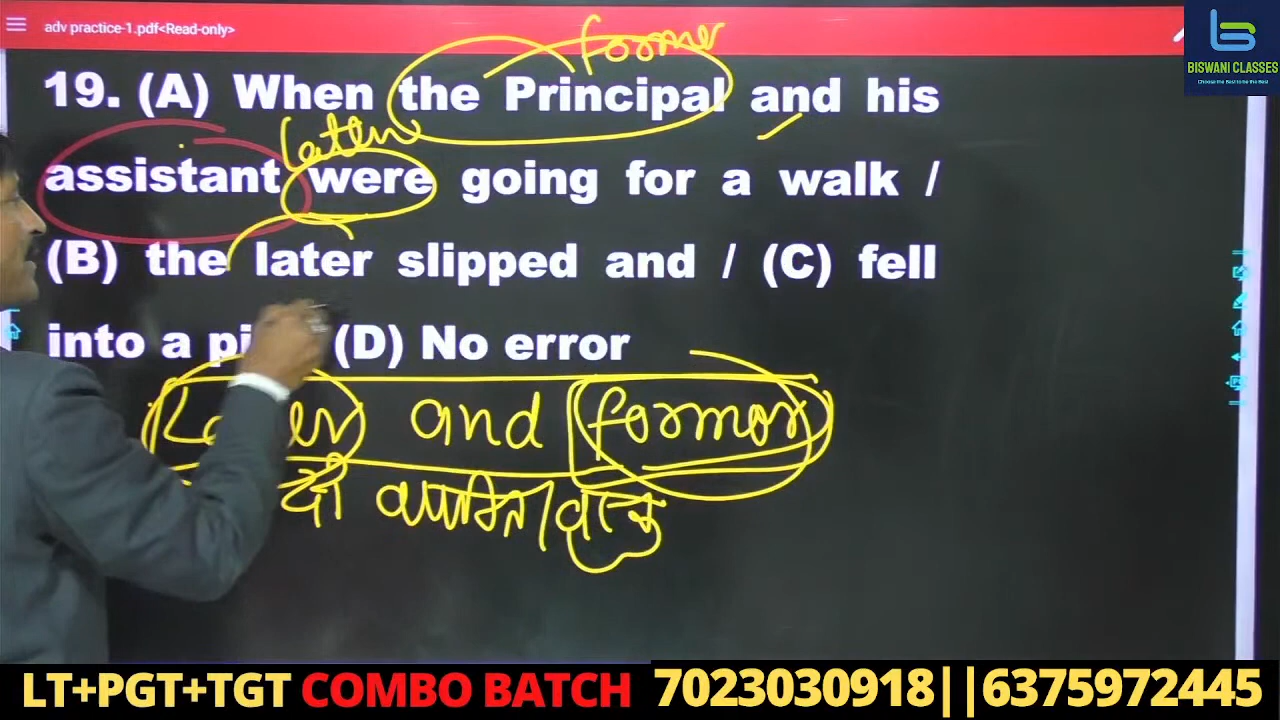 adv practice-1.pdf<Read-only>
BISWANI CLASSES
former
19. (A) When the Principal and his
latter
assistant were going for a walk /
(B) the later slipped and / (C) fell
into a pi (D) No error
and former
दो व्यक्ति/वस्तु
LT+PGT+TGT COMBO BATCH 7023030918||6375972445